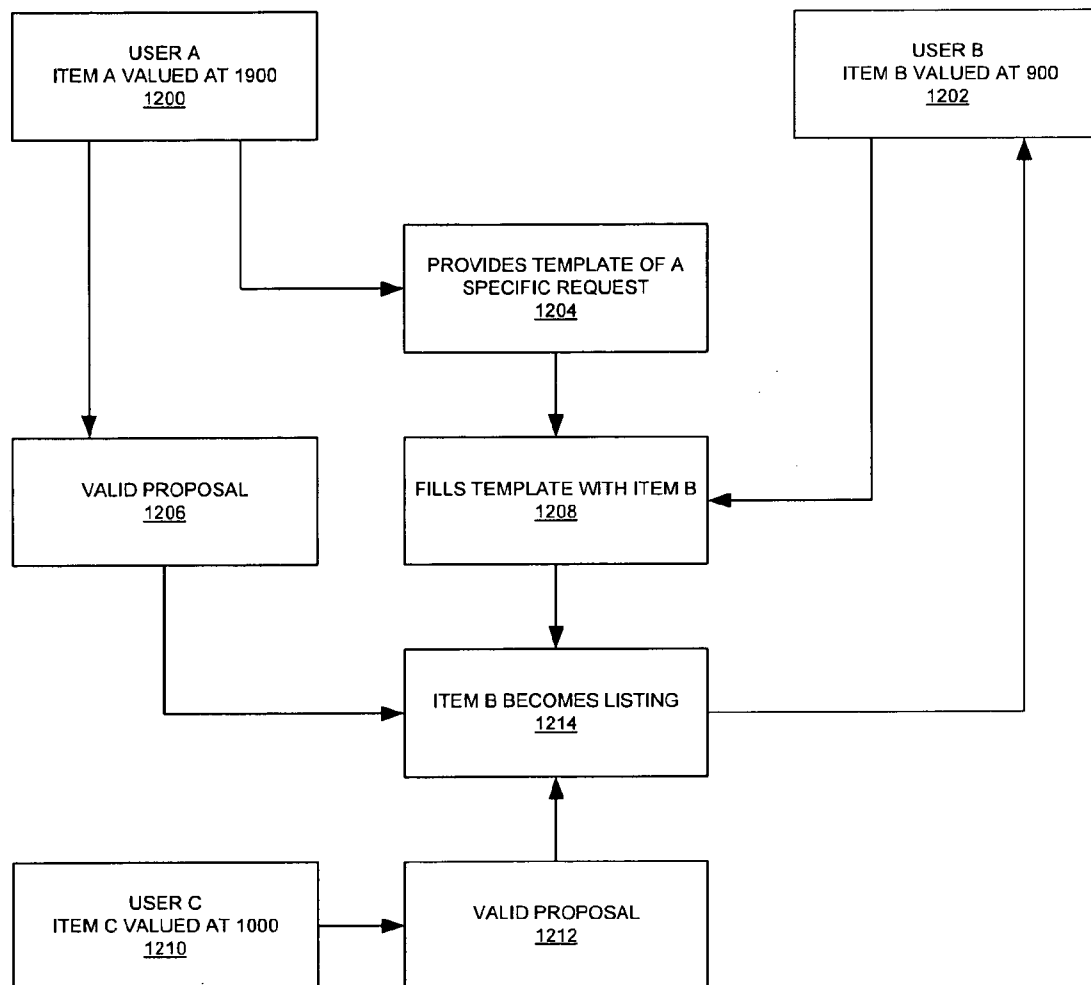 USER A
ITEM A VALUED AT 1900
1200
USER B
ITEM B VALUED AT 900
1202
PROVIDES TEMPLATE OF A
SPECIFIC REQUEST
1204
VALID PROPOSAL
1206
FILLS TEMPLATE WITH ITEM B
1208
ITEM B BECOMES LISTING
1214
USER C
ITEM C VALUED AT 1000
1210
VALID PROPOSAL
1212